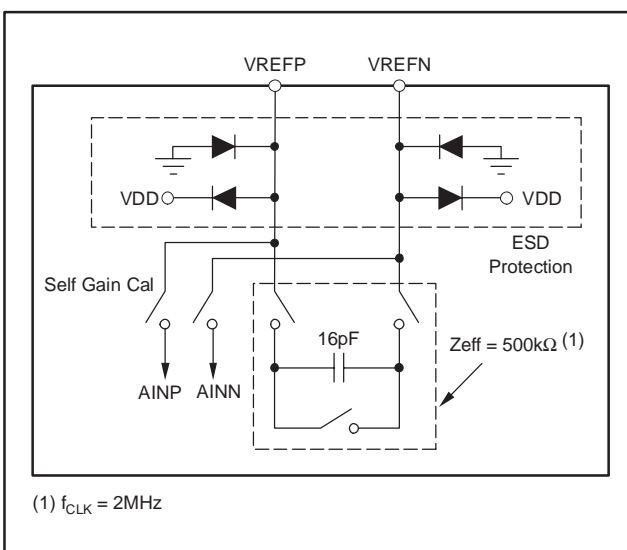 VREFP VREFN
VDD VDD
ESD
Protection
Self Gain Cal
16pF
Zeff = 500kΩ (1)
AINP AINN
(1) fCLK = 2MHz